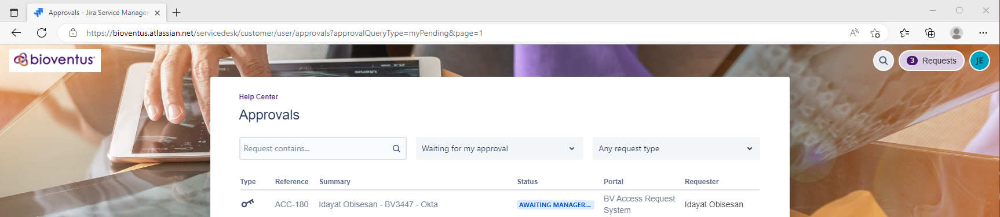 Approvals - Jira Service Manage
https://bioventus.atlassian.net/servicedesk/customer/user/approvals?approvalQueryType=myPending&page=1
bioventus
3 Requests JE
Help Center
Approvals
Request contains... Waiting for my approval Any request type
Type Reference Summary Status Portal Requester
ACC-180 Idayat Obisesan - BV3447 - Okta AWAITING MANAGER... BV Access Request System Idayat Obisesan